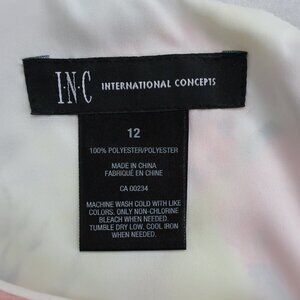 I·N·C INTERNATIONAL CONCEPTS
12
100% POLYESTER/POLYESTER
MADE IN CHINA
FABRIQUÉ EN CHINE
CA 00234
MACHINE WASH COLD WITH LIKE
COLORS. ONLY NON-CHLORINE
BLEACH WHEN NEEDED.
TUMBLE DRY LOW. COOL IRON
WHEN NEEDED.